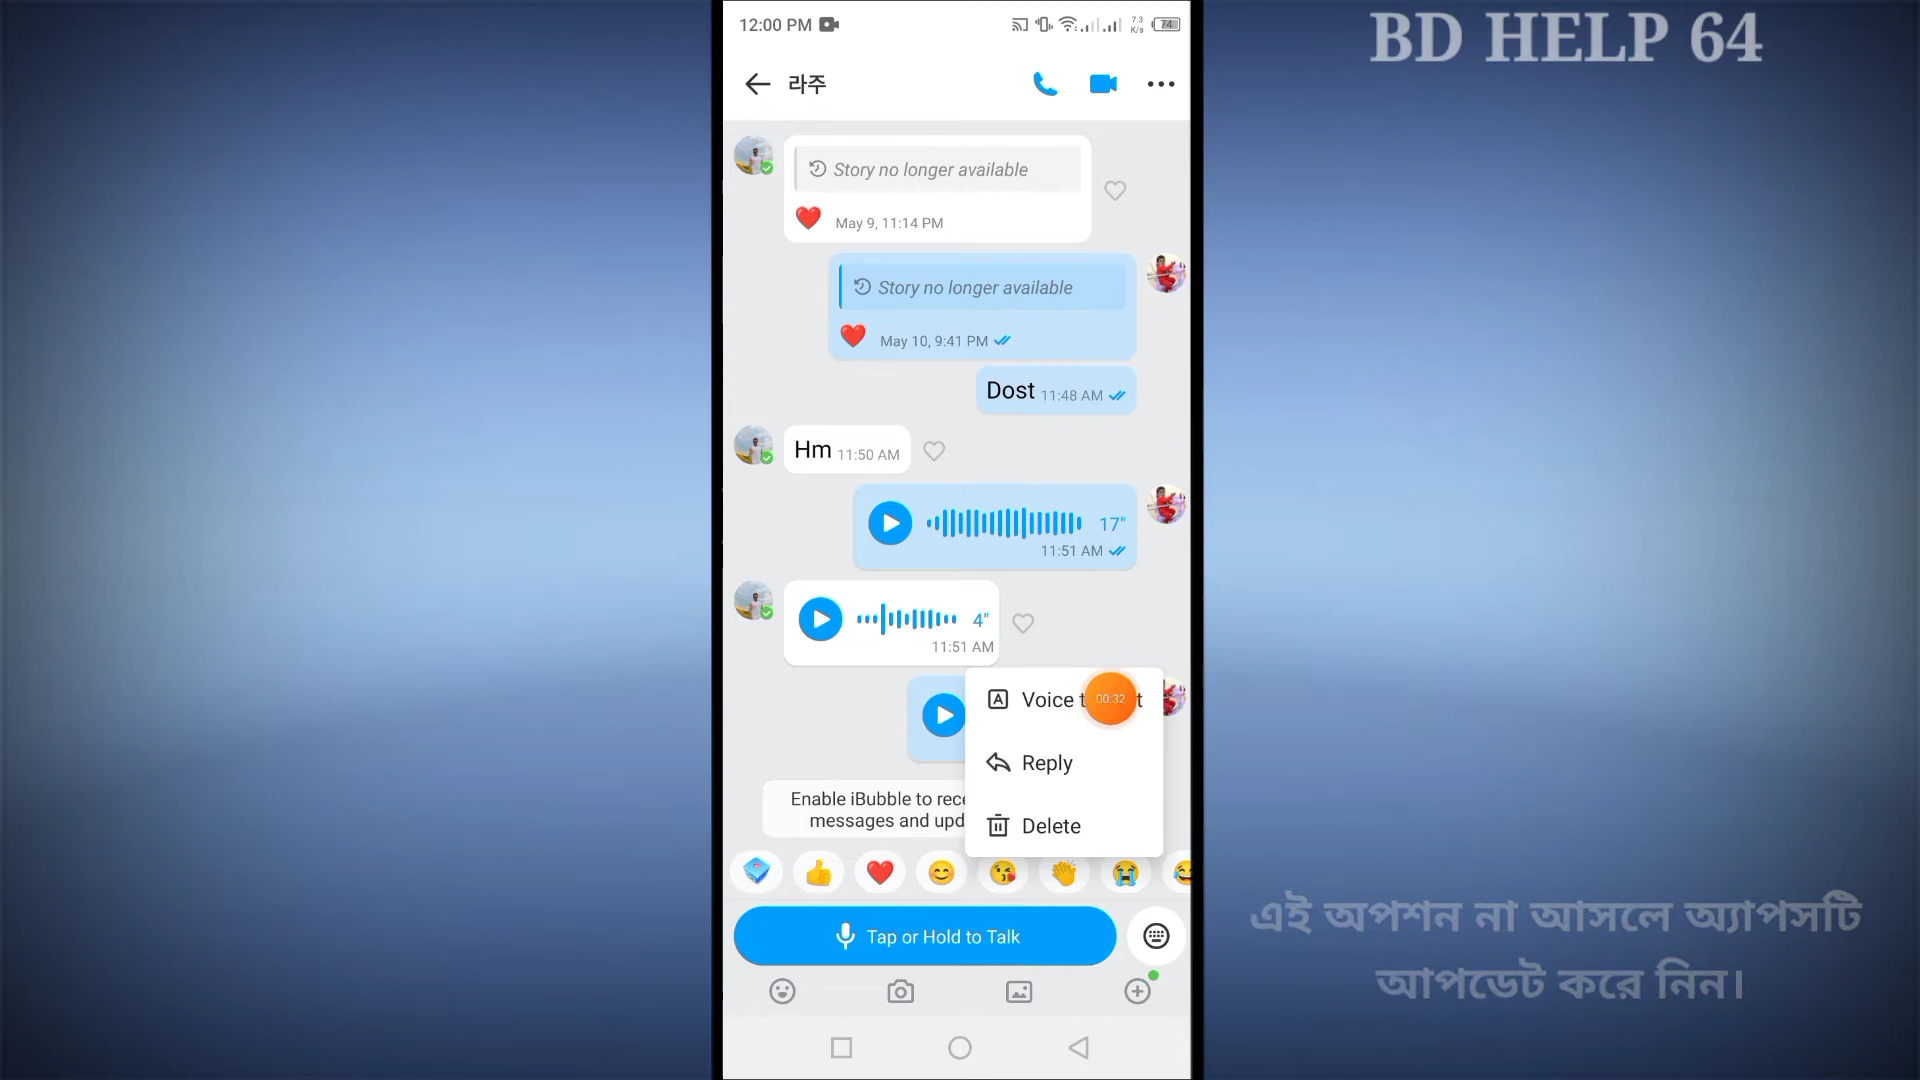 BD HELP 64
12:00 PM
7.3
K/s
74
라주
Story no longer available
May 9, 11:14 PM
Story no longer available
May 10, 9:41 PM
Dost 11:48 AM
Hm 11:50 AM
17"
11:51 AM
4"
11:51 AM
Voice
00:32
Reply
Enable iBubble to
messages and
Delete
Tap or Hold to Talk
এই অপশন না আসলে অ্যাপসটি
আপডেট করে নিন।